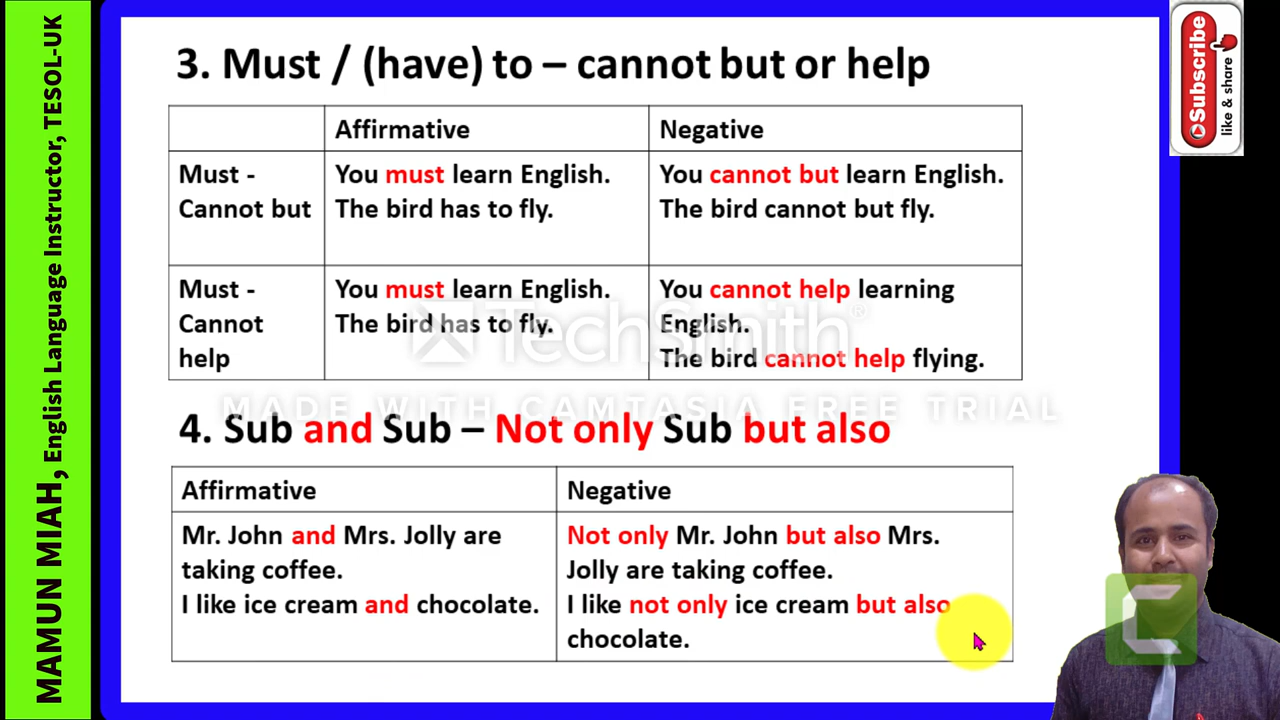 MAMUN MIAH, English Language Instructor, TESOL-UK
Subscribe
like & share
3. Must / (have) to – cannot but or help
Affirmative
Negative
Must -
Cannot but
You must learn English.
The bird has to fly.
You cannot but learn English.
The bird cannot but fly.
Must -
Cannot
help
You must learn English.
The bird has to fly.
You cannot help learning
English.
The bird cannot help flying.
TechSmith®
MADE WITH CAMTASIA FREE TRIAL
4. Sub and Sub – Not only Sub but also
Affirmative
Negative
Mr. John and Mrs. Jolly are
taking coffee.
I like ice cream and chocolate.
Not only Mr. John but also Mrs.
Jolly are taking coffee.
I like not only ice cream but also
chocolate.